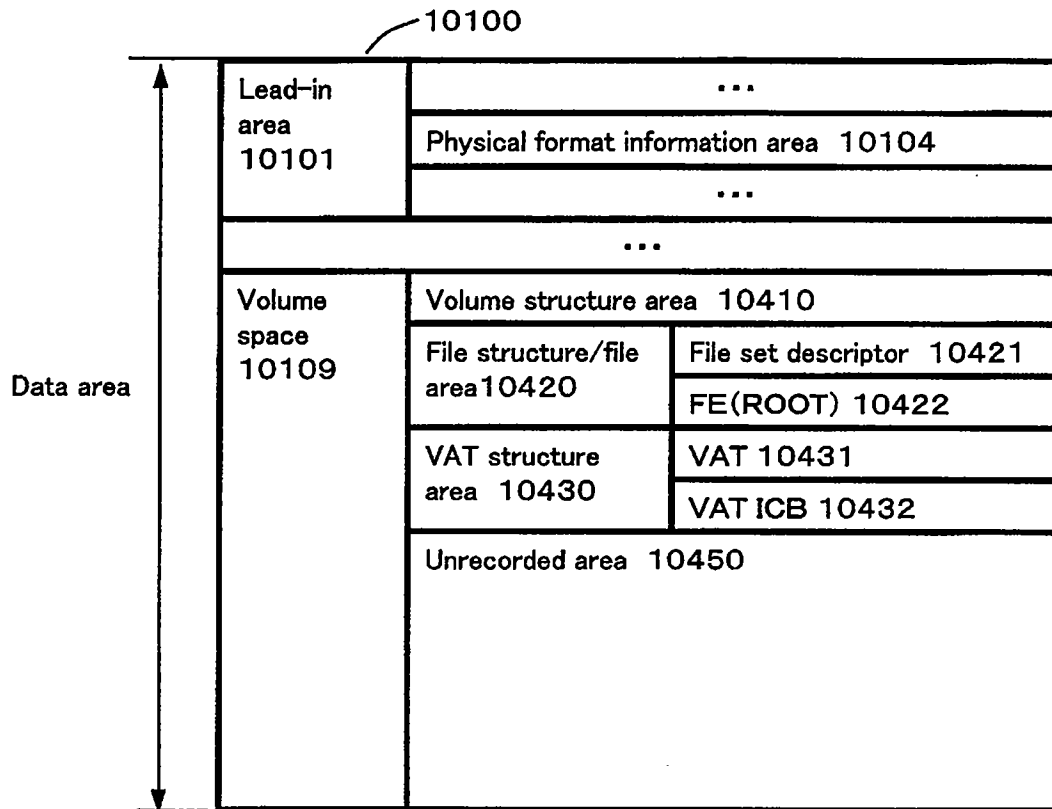 10100
Lead-in
area
10101
...
Physical format information area 10104
...
...
Data area
Volume
space
10109
Volume structure area 10410
File structure/file
area10420
File set descriptor 10421
FE(ROOT) 10422
VAT structure
area 10430
VAT 10431
VAT ICB 10432
Unrecorded area 10450